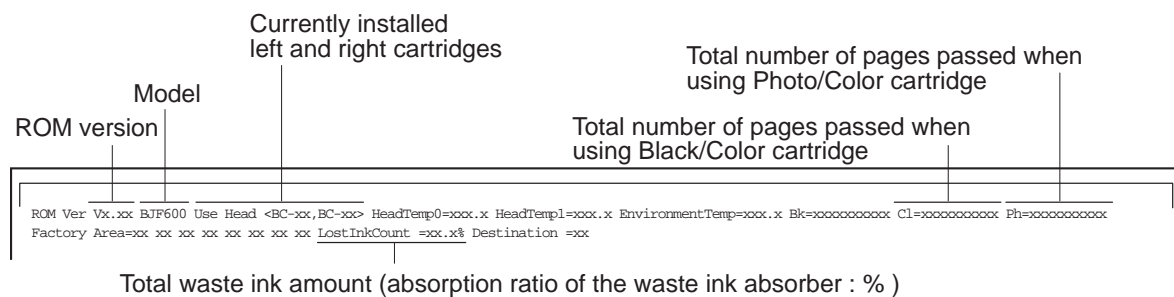 Currently installed
left and right cartridges
Total number of pages passed when
using Photo/Color cartridge
Model
ROM version
Total number of pages passed when
using Black/Color cartridge
ROM Ver Vx.xx BJF600 Use Head <BC-xx,BC-xx> HeadTemp0=xxx.x HeadTemp1=xxx.x EnvironmentTemp=xxx.x Bk=xxxxxxxxxx Cl=xxxxxxxxxx Ph=xxxxxxxxxx
Factory Area=xx xx xx xx xx xx xx xx LostInkCount =xx.x% Destination =xx
Total waste ink amount (absorption ratio of the waste ink absorber : % )